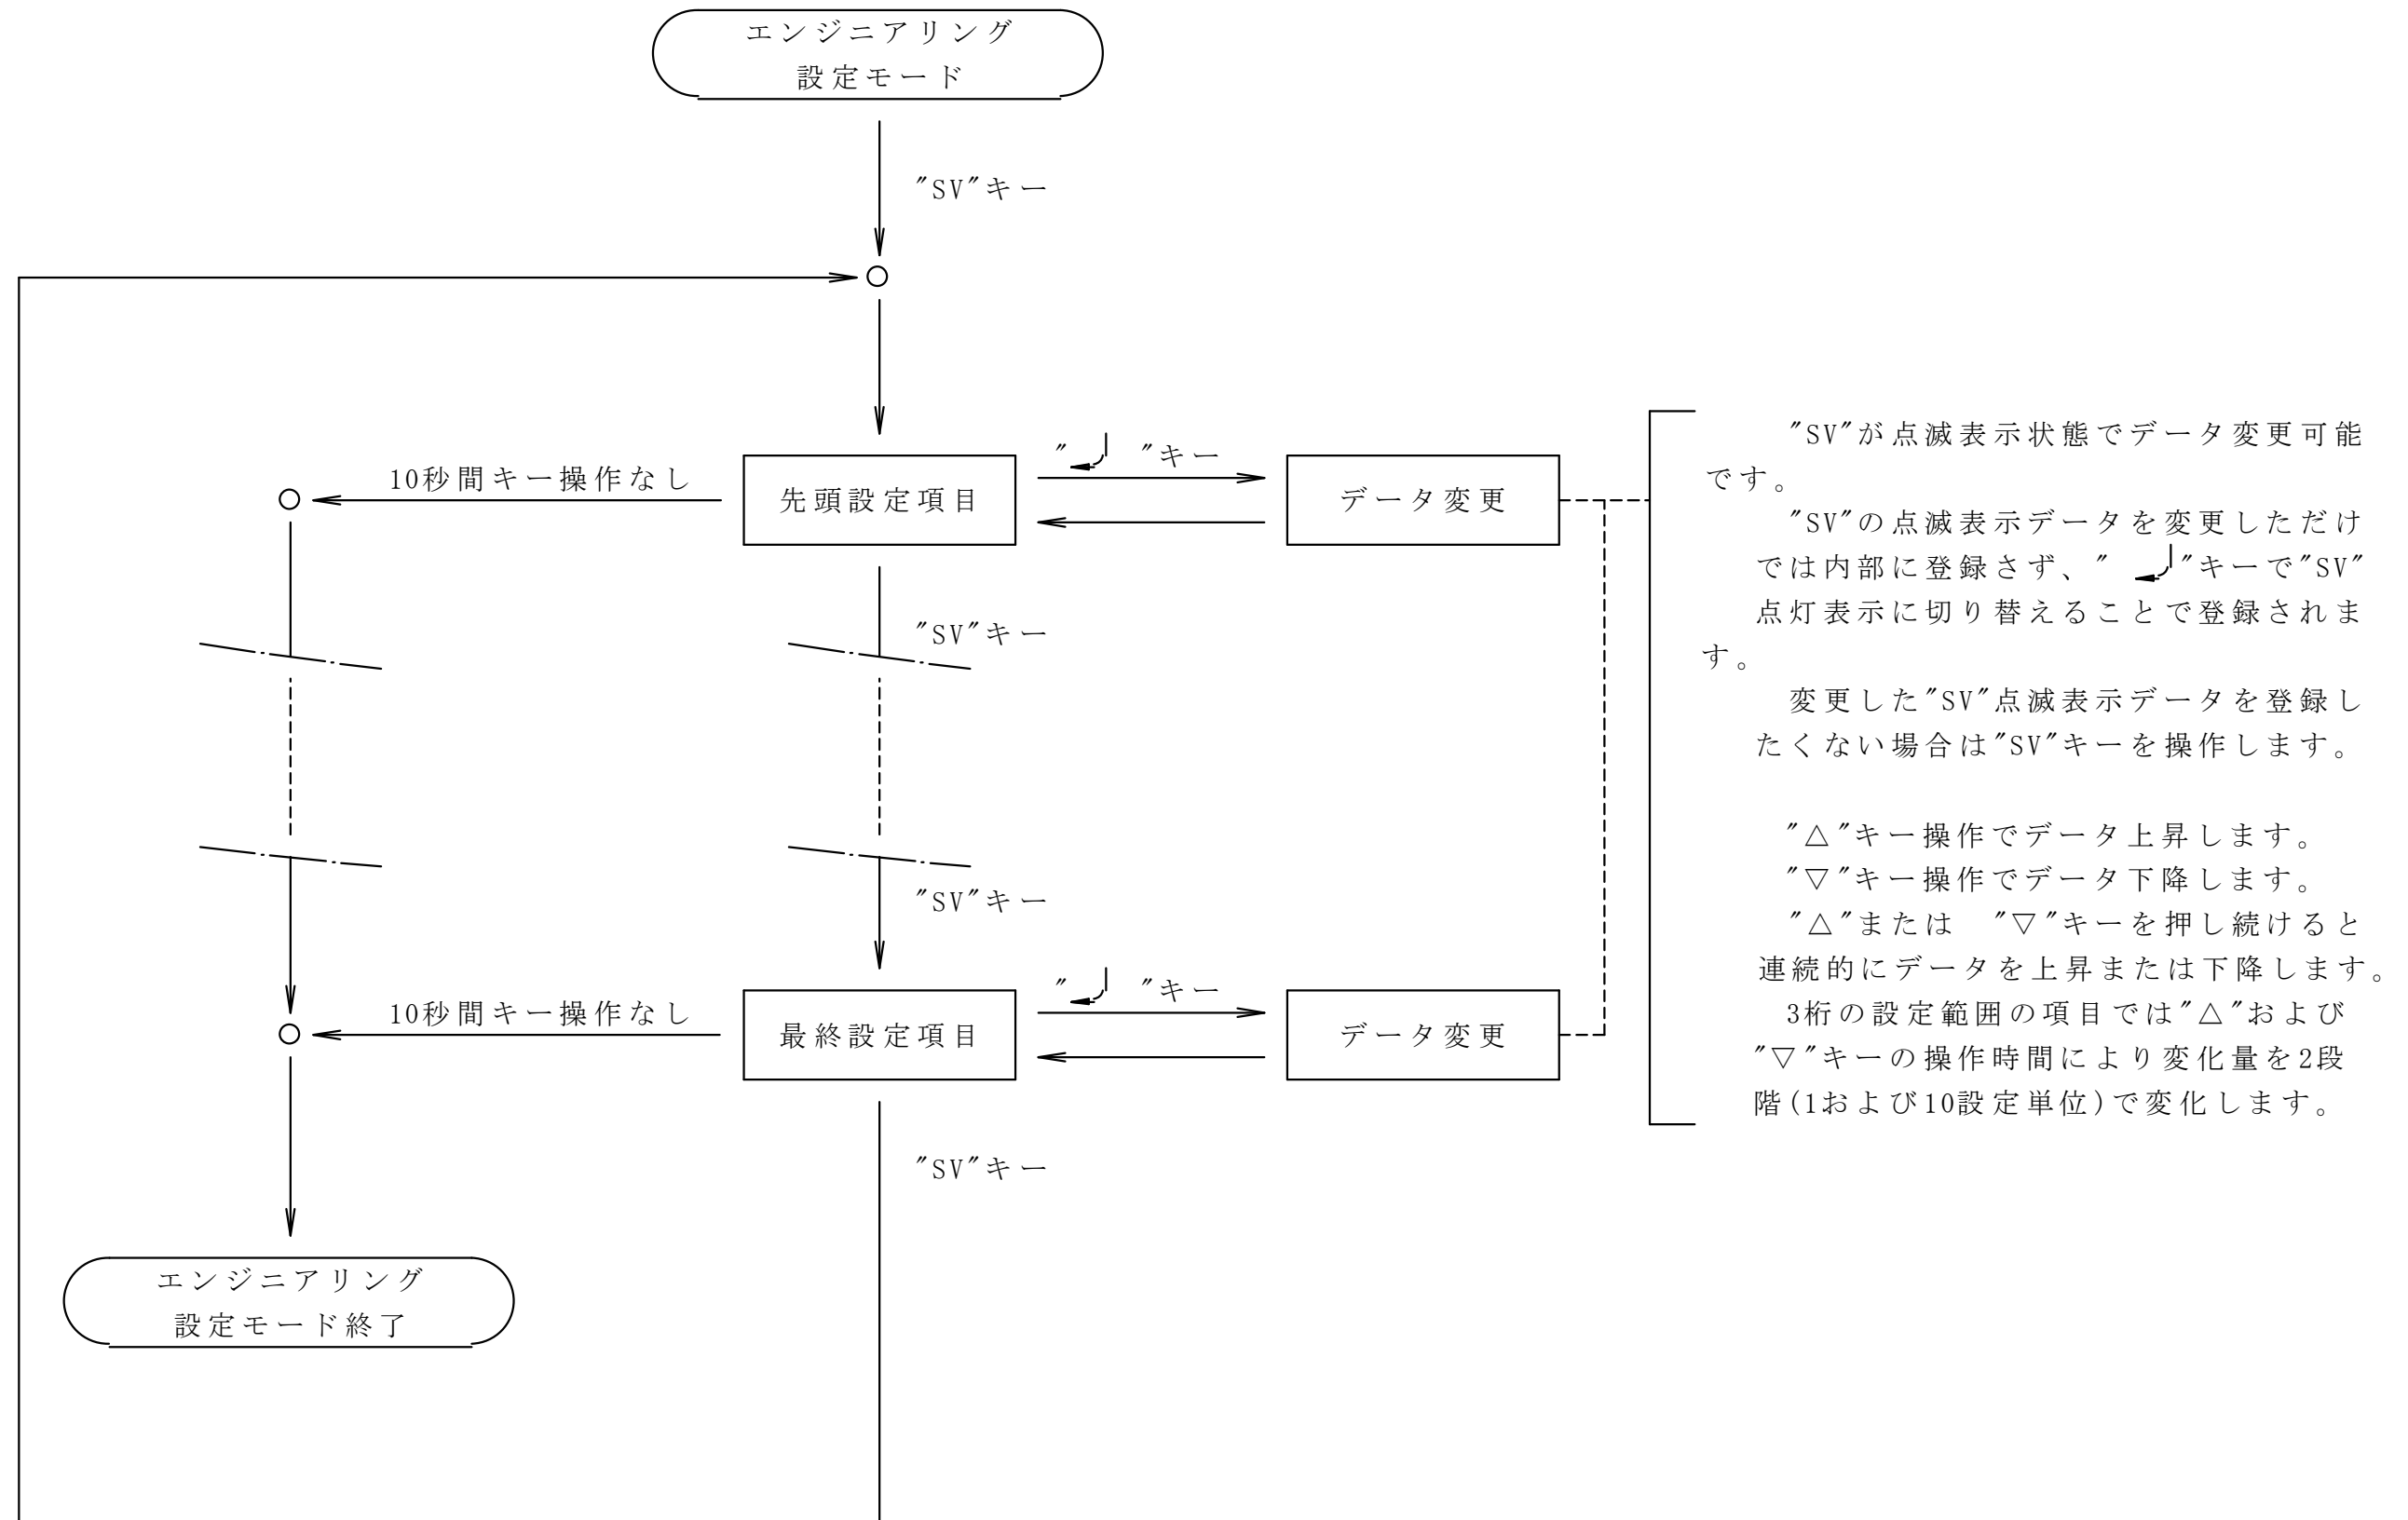 エンジニアリング
設定モード
"SV"キー
10秒間キー操作なし
先頭設定項目
"↵"キー
データ変更
"SV"キー
"SV"キー
10秒間キー操作なし
最終設定項目
"↵"キー
データ変更
"SV"キー
エンジニアリング
設定モード終了
"SV"が点滅表示状態でデータ変更可能
です。
"SV"の点滅表示データを変更しただけ
では内部に登録さず、"↵"キーで"SV"
点灯表示に切り替えることで登録されま
す。
変更した"SV"点滅表示データを登録し
たくない場合は"SV"キーを操作します。
"△"キー操作でデータ上昇します。
"▽"キー操作でデータ下降します。
"△"または "▽"キーを押し続けると
連続的にデータを上昇または下降します。
3桁の設定範囲の項目では"△"および
"▽"キーの操作時間により変化量を2段
階(1および10設定単位)で変化します。